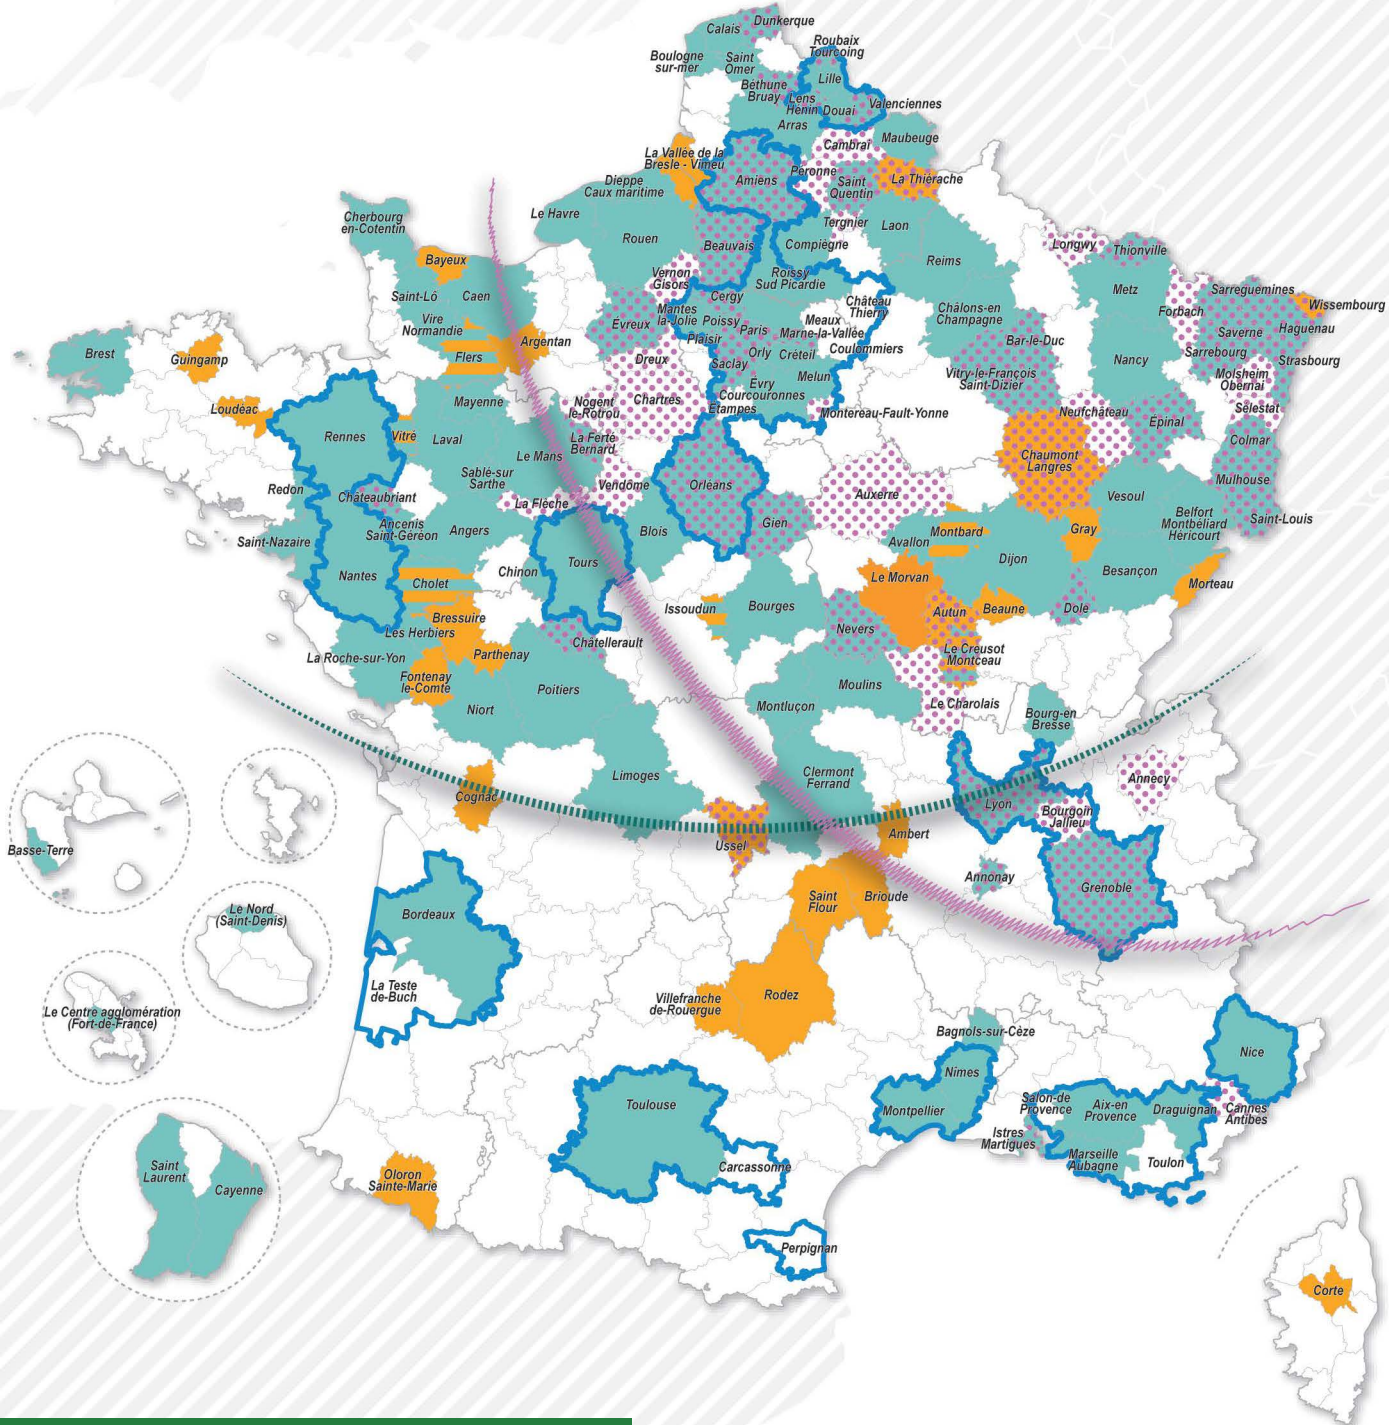 Dunkerque
Calais
Roubaix
Tourcoing
Boulogne
sur-mer
Saint
Omer
Lille
Béthune
Bruay
Lens
Hénin
Douai
Valenciennes
Arras
Maubeuge
Cambrai
La Vallée de la
Bresle - Vimeu
Amiens
Péronne
Saint
Quentin
La Thiérache
Dieppe
Caux maritime
Cherbourg
en-Cotentin
Le Havre
Rouen
Beauvais
Tergnier
Laon
Compiègne
Longwy
Thionville
Bayeux
Reims
Vernon
Gisors
Roissy
Sud Picardie
Saint-Lô
Caen
Cergy
Château
Thierry
Metz
Forbach
Sarreguemines
Wissembourg
Vire
Normandie
Évreux
Mantes
la-Jolie
Poissy
Paris
Meaux
Marne-la-Vallée
Châlons-en
Champagne
Saverne
Haguenau
Brest
Guingamp
Flers
Argentan
Dreux
Plaisir
Saclay
Orly
Créteil
Coulommiers
Bar-le-Duc
Nancy
Sarrebourg
Strasbourg
Melun
Évry
Courcouronnes
Étampes
Vitry-le-François
Saint-Dizier
Molsheim
Obernai
Sélestat
Loudéac
Mayenne
Nogent
le-Rotrou
Chartres
Montereau-Fault-Yonne
Neufchâteau
Épinal
Rennes
Vitré
Laval
Le Mans
La Ferté
Bernard
Colmar
Chaumont
Langres
Sablé-sur
Sarthe
Vendôme
Orléans
Auxerre
Mulhouse
Redon
Châteaubriant
La Flèche
Vesoul
Saint-Louis
Ancenis
Saint-Géréon
Angers
Blois
Gien
Montbard
Gray
Belfort
Montbéliard
Héricourt
Saint-Nazaire
Avallon
Dijon
Nantes
Cholet
Chinon
Tours
Le Morvan
Besançon
Morteau
Bressuire
Les Herbiers
Issoudun
Bourges
Nevers
Autun
Beaune
Dole
Châtellerault
La Roche-sur-Yon
Parthenay
Le Creusot
Montceau
Fontenay
le-Comte
Poitiers
Moulins
Niort
Montluçon
Le Charolais
Bourg-en
Bresse
Limoges
Clermont
Ferrand
Annecy
Cognac
Lyon
Bourgoin
Jallieu
Basse-Terre
Ussel
Ambert
Annonay
Grenoble
Saint
Flour
Brioude
Bordeaux
Le Nord
(Saint-Denis)
La Teste
de-Buch
Villefranche
de-Rouergue
Rodez
Le Centre agglomération
(Fort-de-France)
Bagnols-sur-Cèze
Nice
Nîmes
Toulouse
Montpellier
Salon-de
Provence
Aix-en
Provence
Draguignan
Cannes
Antibes
Istres
Martigues
Marseille
Aubagne
Toulon
Saint
Laurent
Cayenne
Oloron
Sainte-Marie
Carcassonne
Perpignan
Corte